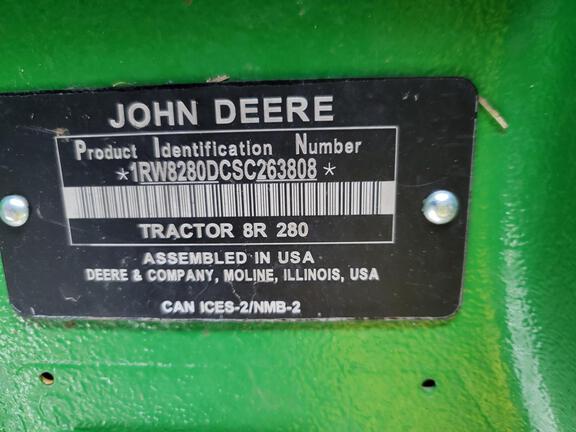 JOHN DEERE
Product Identification Number
*1RW8280DCSC263808*
TRACTOR 8R 280
ASSEMBLED IN USA
DEERE & COMPANY, MOLINE, ILLINOIS, USA
CAN ICES-2/NMB-2